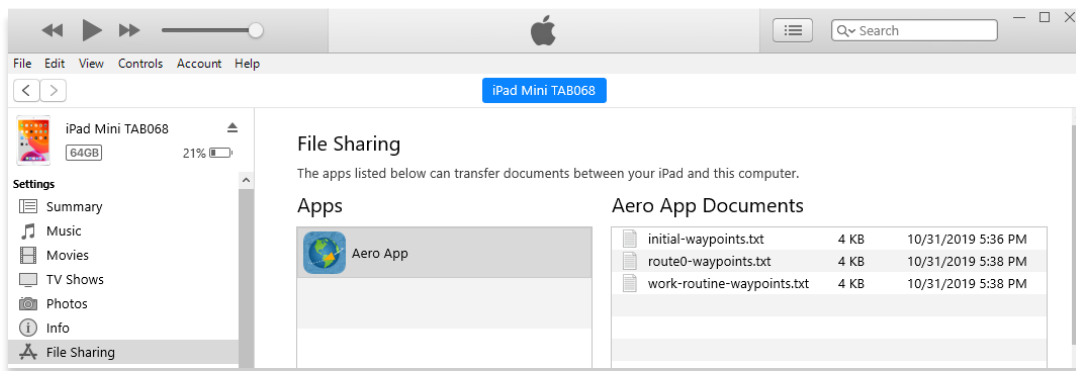 Search
File Edit View Controls Account Help
iPad Mini TAB068
iPad Mini TAB068
64GB 21%
Settings
Summary
Music
Movies
TV Shows
Photos
Info
File Sharing
File Sharing
The apps listed below can transfer documents between your iPad and this computer.
Apps
Aero App
Aero App Documents
initial-waypoints.txt 4 KB 10/31/2019 5:36 PM
route0-waypoints.txt 4 KB 10/31/2019 5:38 PM
work-routine-waypoints.txt 4 KB 10/31/2019 5:38 PM